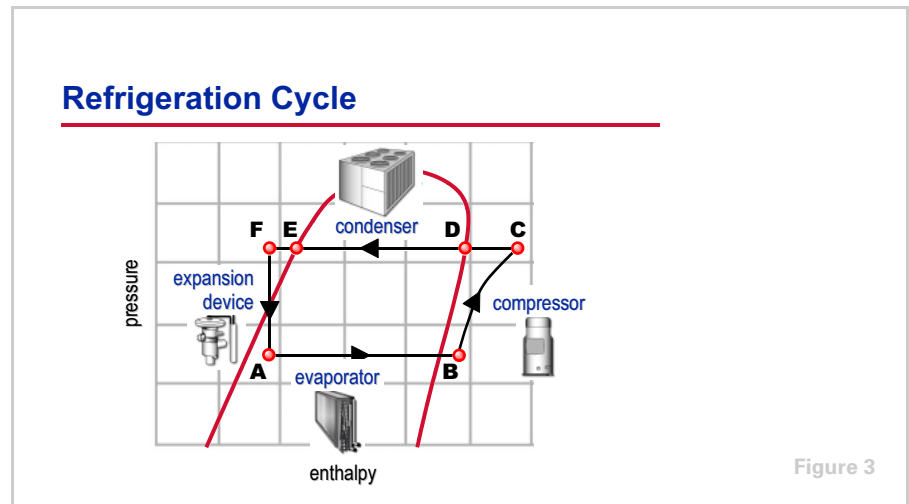 Refrigeration Cycle
F E condenser D C
expansion
device
compressor
pressure
A evaporator B
enthalpy
Figure 3